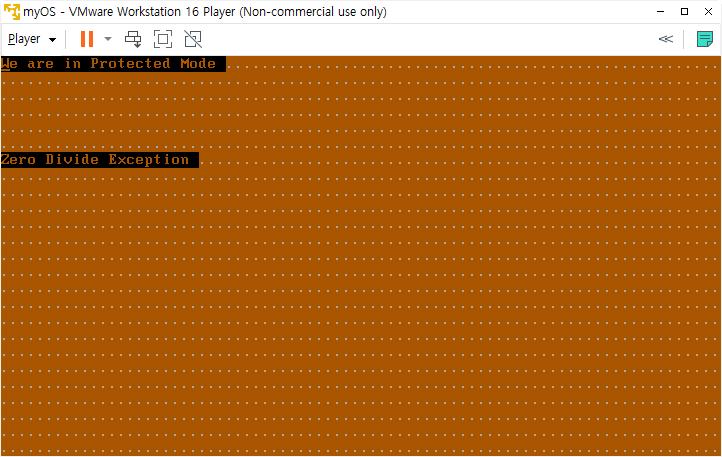 myOS - VMware Workstation 16 Player (Non-commercial use only)
Player
We are in Protected Mode
Zero Divide Exception